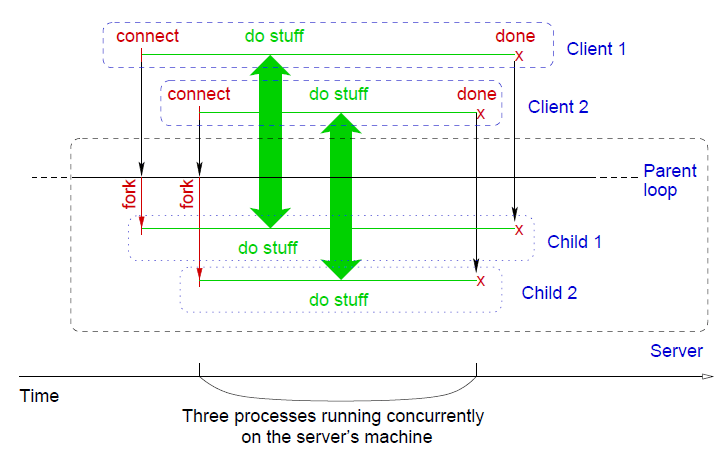 connect do stuff done
Client 1
connect do stuff done
Client 2
Parent
loop
fork fork
Child 1
do stuff
Child 2
do stuff
Server
Time
Three processes running concurrently
on the server's machine